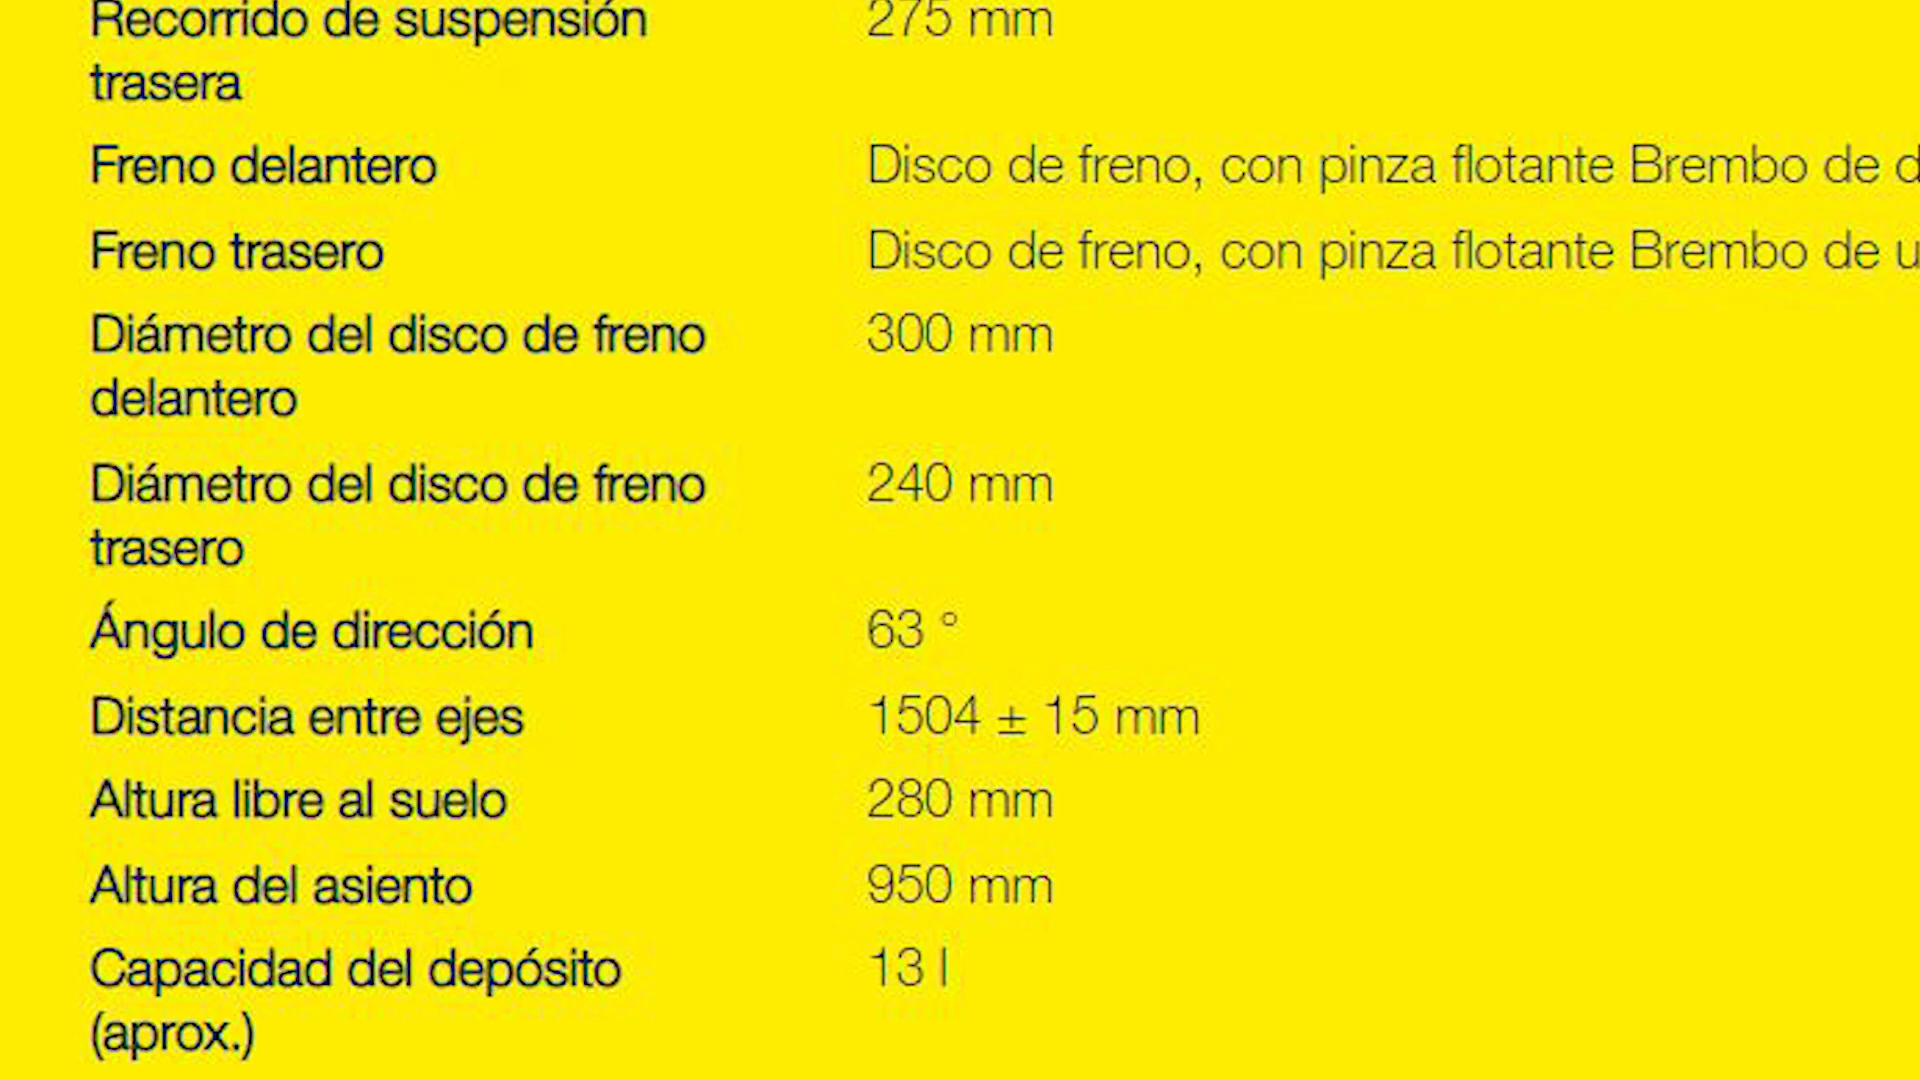 Recorrido de suspensión 275 mm
trasera
Freno delantero Disco de freno, con pinza flotante Brembo de
Freno trasero Disco de freno, con pinza flotante Brembo de
Diámetro del disco de freno 300 mm
delantero
Diámetro del disco de freno 240 mm
trasero
Ángulo de dirección 63 °
Distancia entre ejes 1504 ± 15 mm
Altura libre al suelo 280 mm
Altura del asiento 950 mm
Capacidad del depósito 13 l
(aprox.)